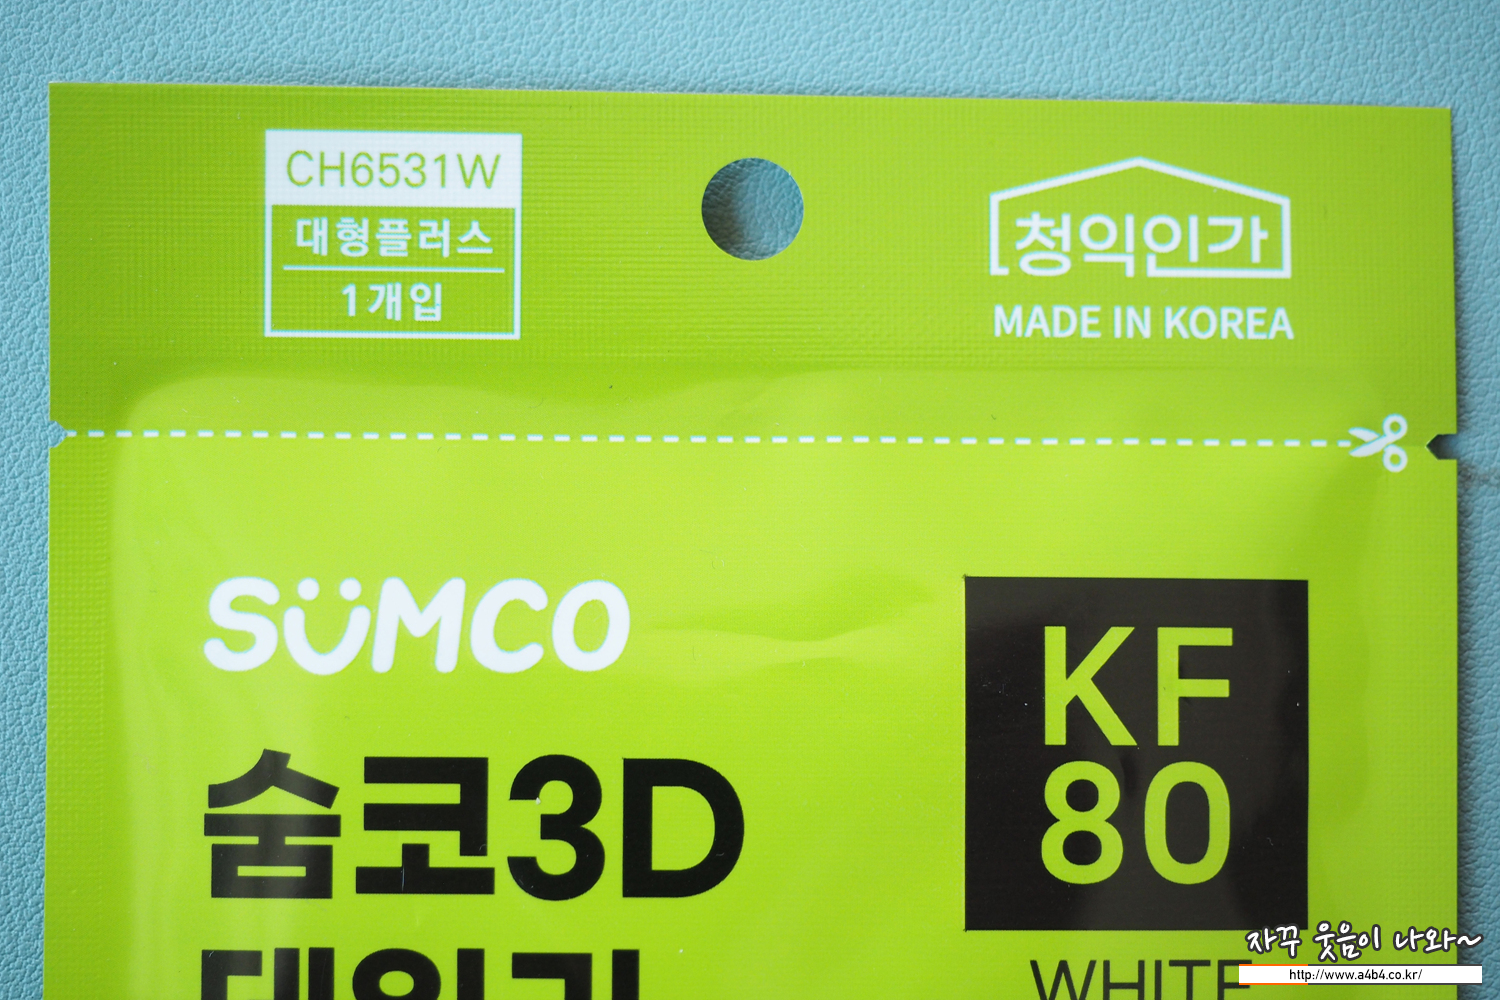 CH6531W
대형플러스
1개입
청익인가
MADE IN KOREA
SUMCO
숨코3D
KF
80
WHITE
자꾸 웃음이 나와~
http://www.a4b4.co.kr/